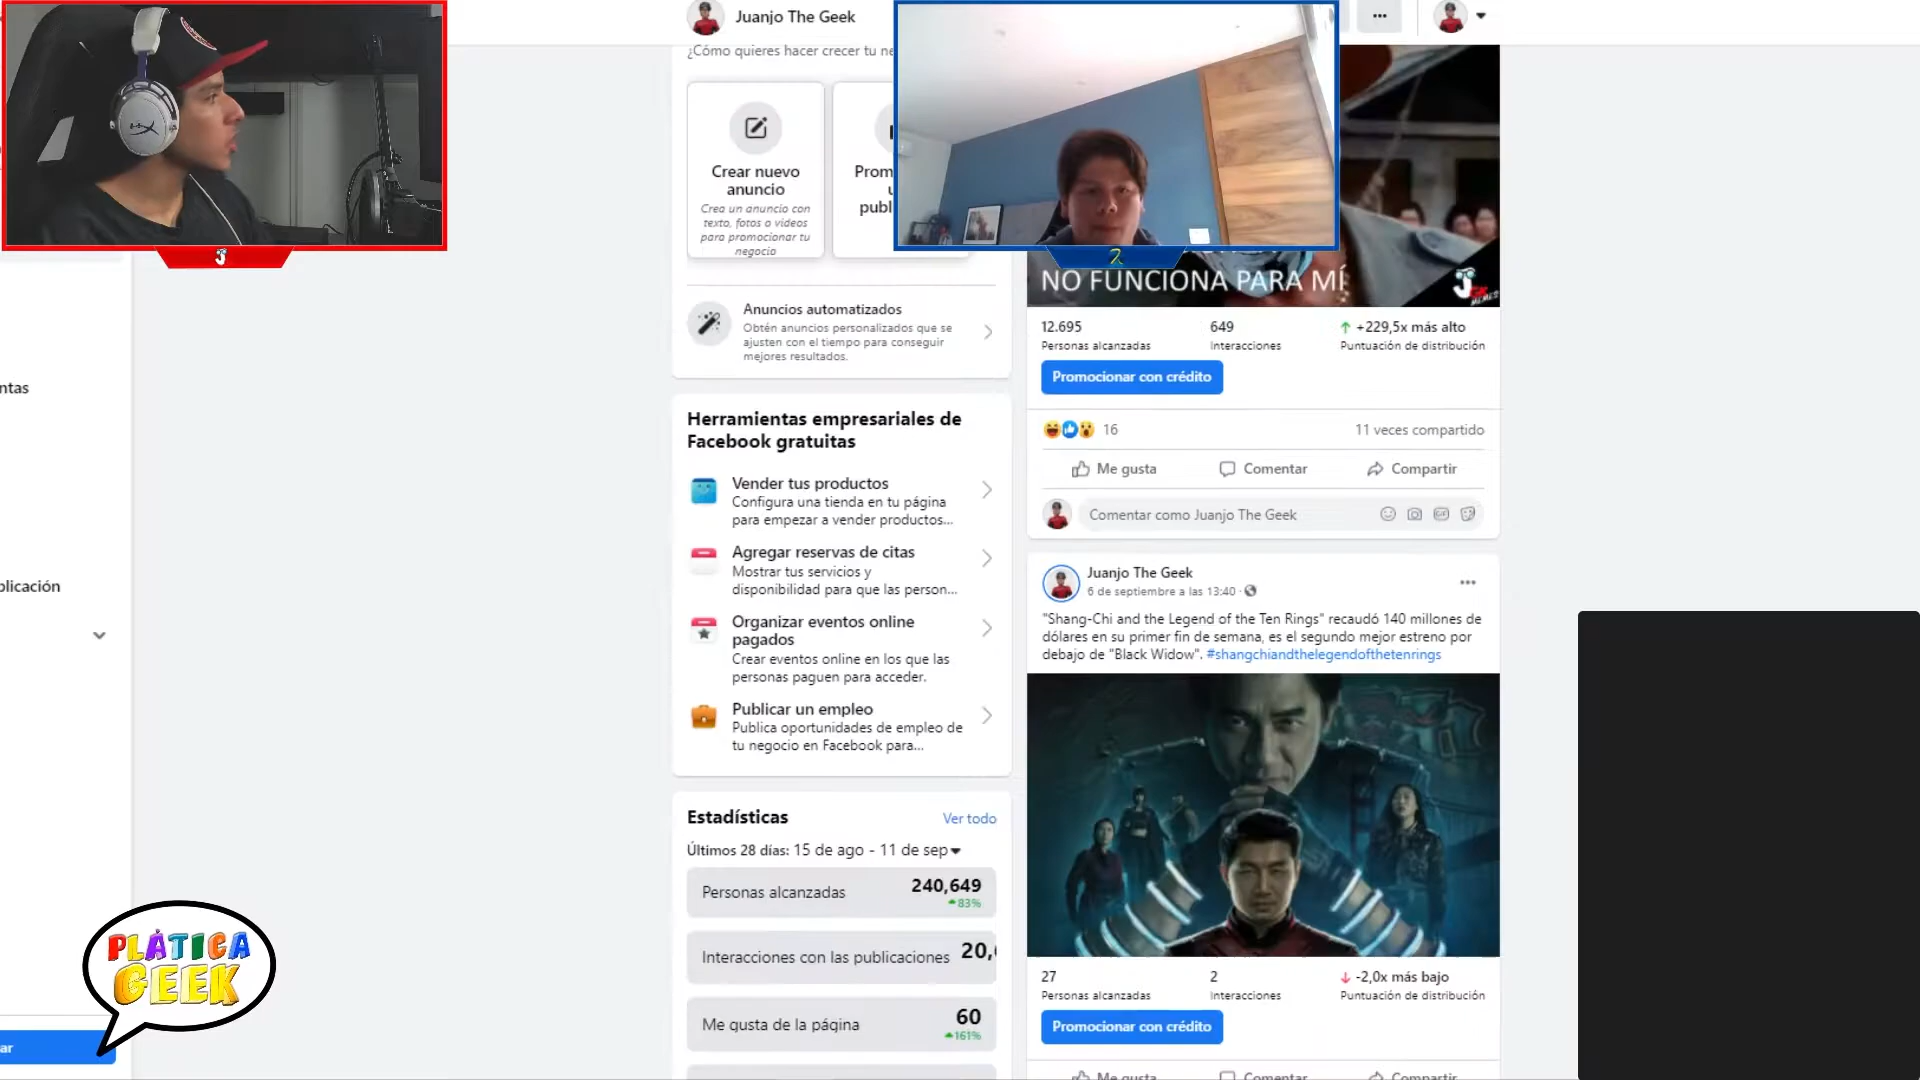 Juanjo The Geek
¿Cómo quieres hacer crecer tu
Crear nuevo
anuncio
Crea un anuncio con
texto, fotos o videos
para promocionar tu
negocio
Anuncios automatizados
Obtén anuncios personalizados que se
ajusten con el tiempo para conseguir
mejores resultados.
Herramientas empresariales de
Facebook gratuitas
Vender tus productos
Configura una tienda en tu página
para empezar a vender productos...
Agregar reservas de citas
Mostrar tus servicios y
disponibilidad para que las person...
Organizar eventos online
pagados
Crear eventos online en los que las
personas paguen para acceder.
Publicar un empleo
Publica oportunidades de empleo de
tu negocio en Facebook para...
Estadísticas
Ver todo
Últimos 28 días: 15 de ago - 11 de sep
Personas alcanzadas
240,649
83%
Interacciones con las publicaciones
20,
Me gusta de la página
60
161%
NO FUNCIONA PARA MÍ
MEMES
12.695
649
+229,5x más alto
Personas alcanzadas
Interacciones
Puntuación de distribución
Promocionar con crédito
16
11 veces compartido
Me gusta
Comentar
Compartir
Comentar como Juanjo The Geek
GIF
Juanjo The Geek
6 de septiembre a las 13:40 ·
"Shang-Chi and the Legend of the Ten Rings" recaudó 140 millones de
dólares en su primer fin de semana, es el segundo mejor estreno por
debajo de "Black Widow". #shangchiandthelegendofthetenrings
27
2
-2,0x más bajo
Personas alcanzadas
Interacciones
Puntuación de distribución
Promocionar con crédito
Me gusta
Comentar
Compartir
ntas
blicación
ar
PLÁTICA
GEEK